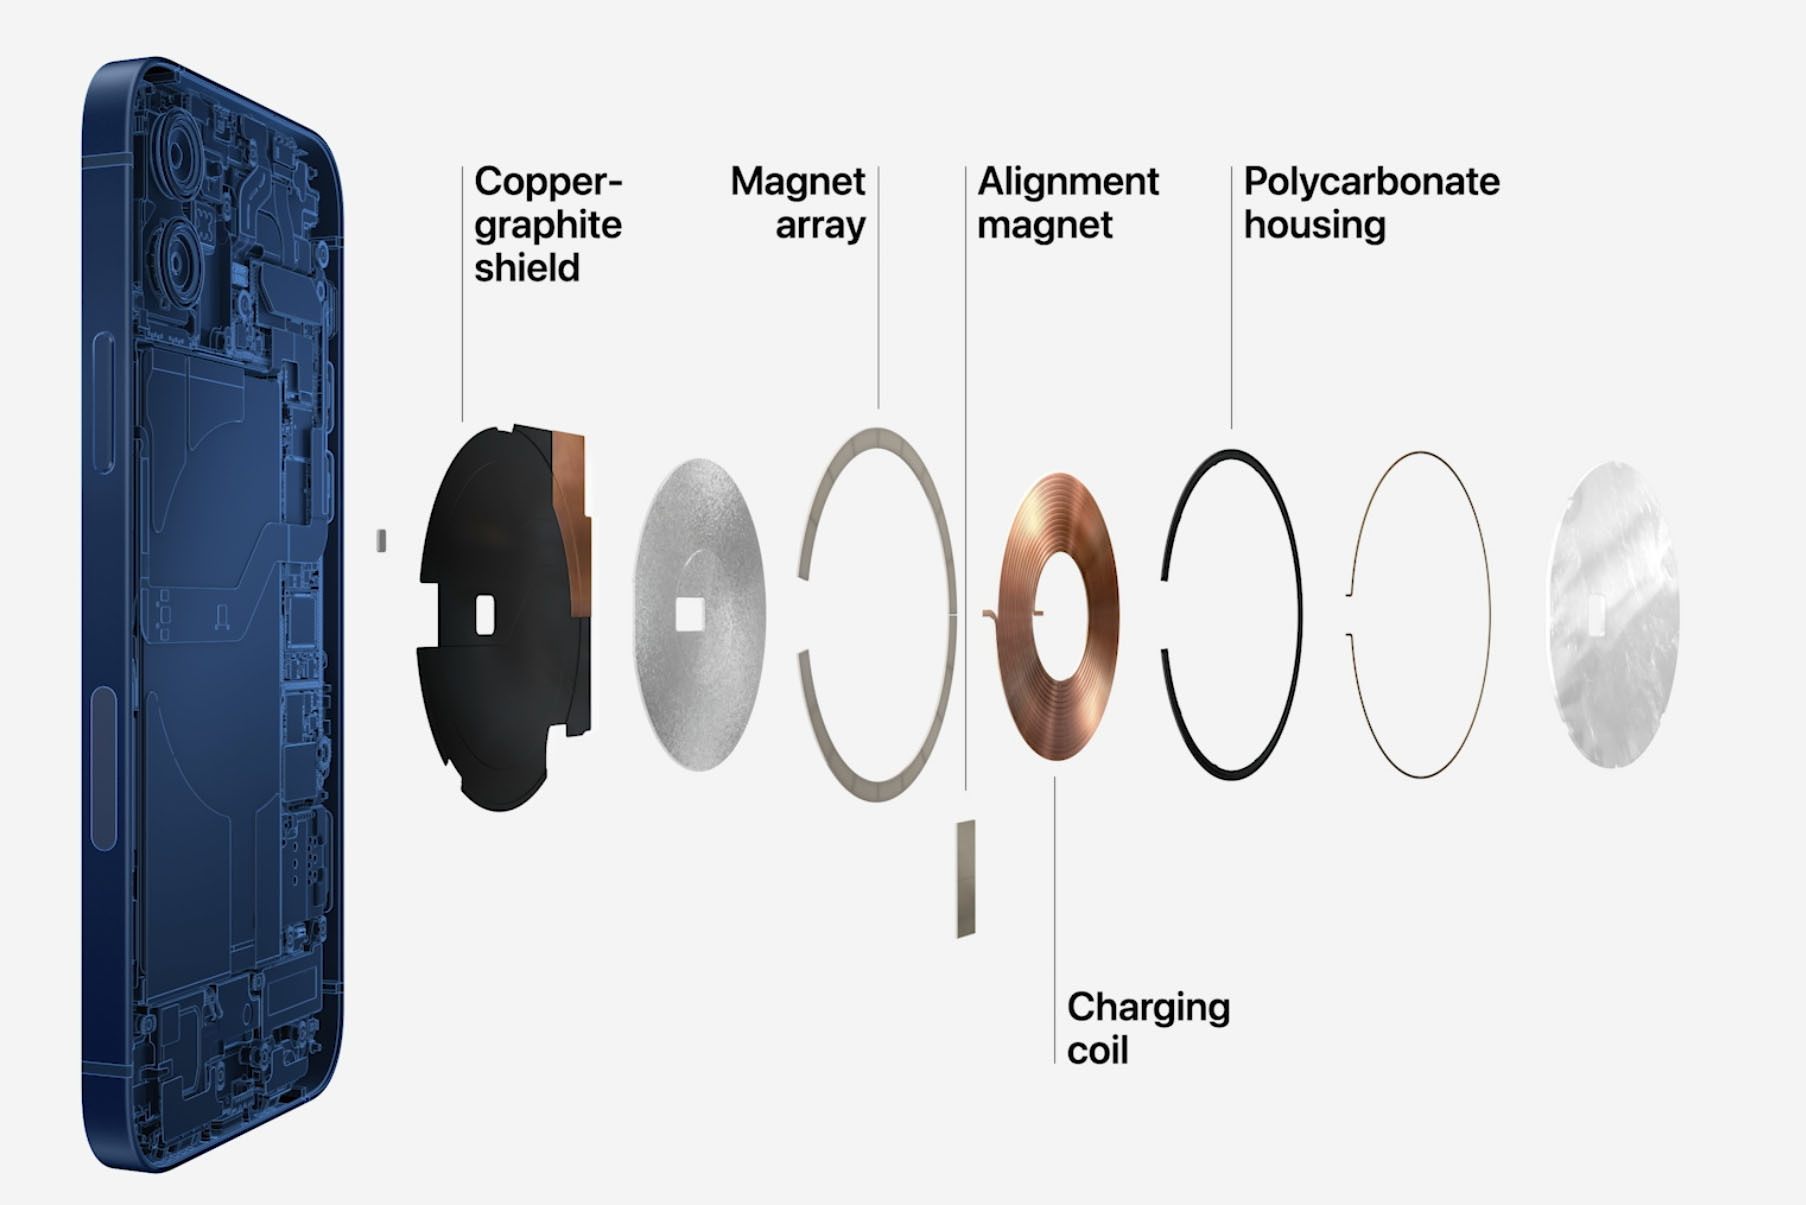 Copper-
graphite
shield
Magnet
array
Alignment
magnet
Polycarbonate
housing
Charging
coil